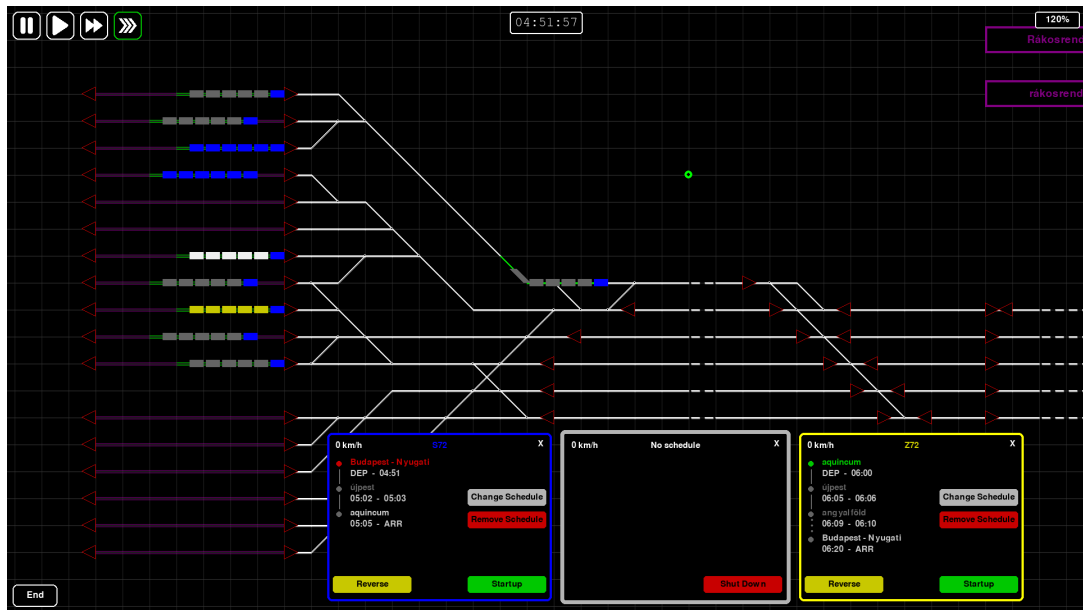 04:51:57
120%
Rákosrend
rákosrend
0 km/h S72 X
Budapest - Nyugati
DEP - 04:51
újpest
05:02 - 05:03
aquincum
05:05 - ARR
Change Schedule
Remove Schedule
Reverse
Startup
0 km/h No schedule X
Shut Down
0 km/h Z72 X
aquincum
DEP - 06:00
újpest
06:05 - 06:06
angyalföld
06:09 - 06:10
Budapest - Nyugati
06:20 - ARR
Change Schedule
Remove Schedule
Reverse
Startup
End